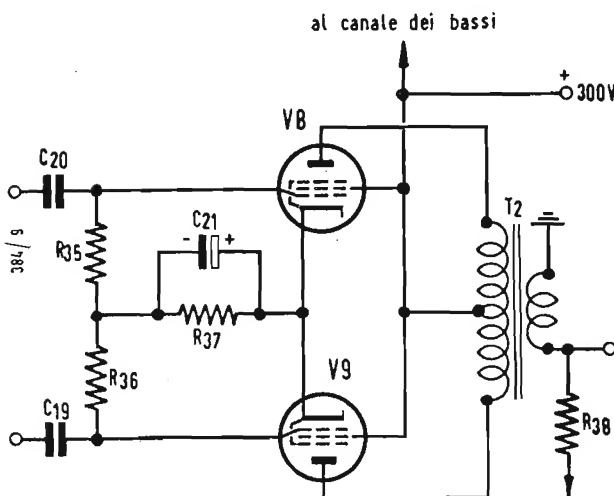 al canale dei bassi
+
300V
V8
C20
T2
384/9
R35
- C21 +
R37
R36
V9
C19
R38